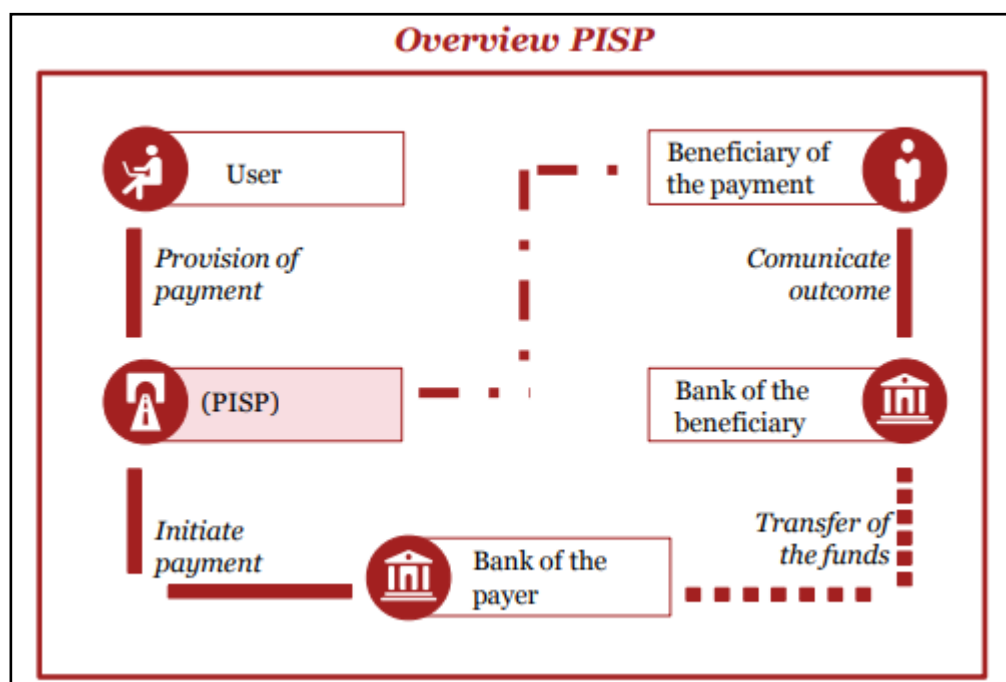 Overview PISP
User
Beneficiary of
the payment
Provision of
payment
Comunicate
outcome
(PISP)
Bank of the
beneficiary
Initiate
payment
Transfer of
the funds
Bank of the
payer